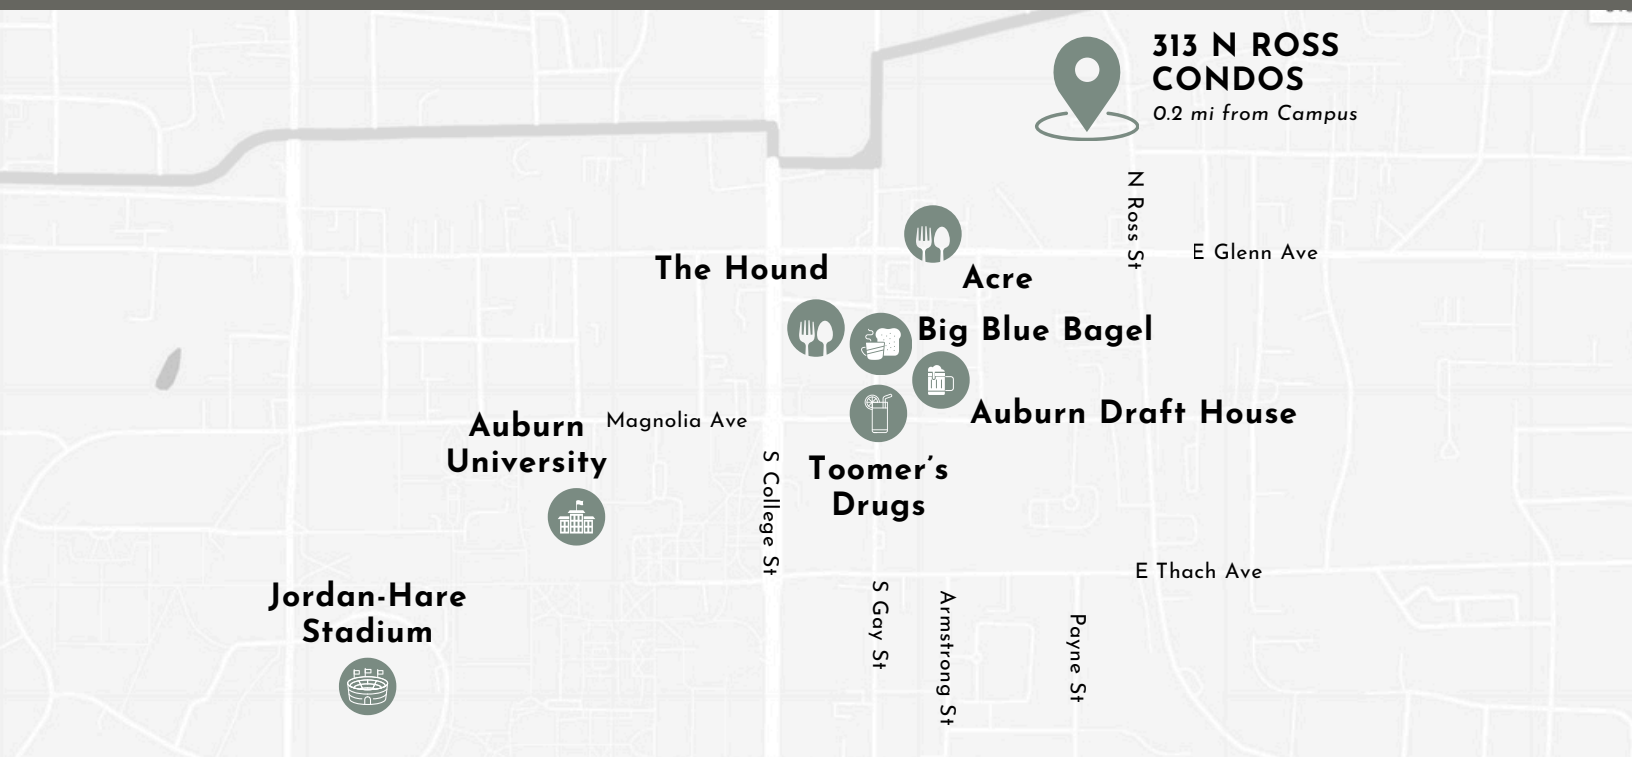 313 N ROSS
CONDOS
0.2 mi from Campus
N Ross St
E Glenn Ave
The Hound
Acre
Big Blue Bagel
Auburn Draft House
Auburn
University
Magnolia Ave
S College St
Toomer's
Drugs
E Thach Ave
Jordan-Hare
Stadium
S Gay St
Armstrong St
Payne St